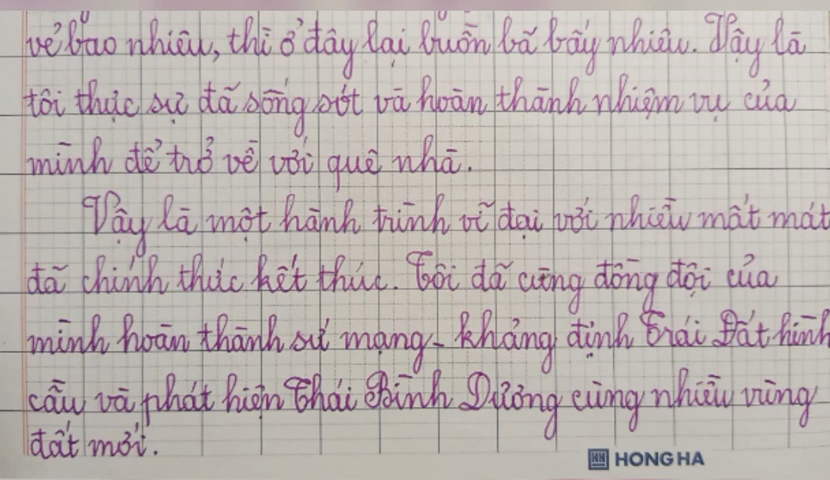 vẻ bao nhiêu, thì ở đây lại buồn bã bấy nhiêu. Vậy là
tôi thực sự đã sống sót và hoàn thành nhiệm vụ của
mình để trở về với quê nhà.
Vậy là một hành trình vĩ đại với nhiều mất mát
đã chính thức kết thúc. Tôi đã cùng đồng đội của
mình hoàn thành sứ mạng - khẳng định Trái Đất hình
cầu và phát hiện Thái Bình Dương cùng nhiều vùng
đất mới.
HONG HA